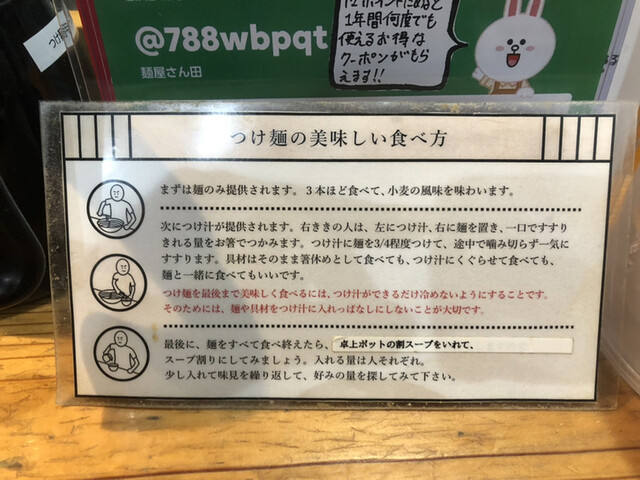 @788wbpqt
麺屋さん田
1年間何度でも
使えるお得な
クーポンがもら
えます!!
つけ麺の美味しい食べ方
まずは麺のみ提供されます。３本ほど食べて、小麦の風味を味わいます。
次につけ汁が提供されます。右ききの人は、左につけ汁、右に麺を置き、一口ですすり
きれる量をお箸でつかみます。つけ汁に麺を3/4程度つけて、途中で噛み切らず一気に
すすります。具材はそのまま箸休めとして食べても、つけ汁にくぐらせて食べても、
麺と一緒に食べてもいいです。
つけ麺を最後まで美味しく食べるには、つけ汁ができるだけ冷めないようにすることです。
そのためには、麺や具材をつけ汁に入れっぱなしにしないことが大切です。
最後に、麺をすべて食べ終えたら、卓上ポットの割スープをいれて、
スープ割りにしてみましょう。入れる量は人それぞれ。
少し入れて味見を繰り返して、好みの量を探してみて下さい。